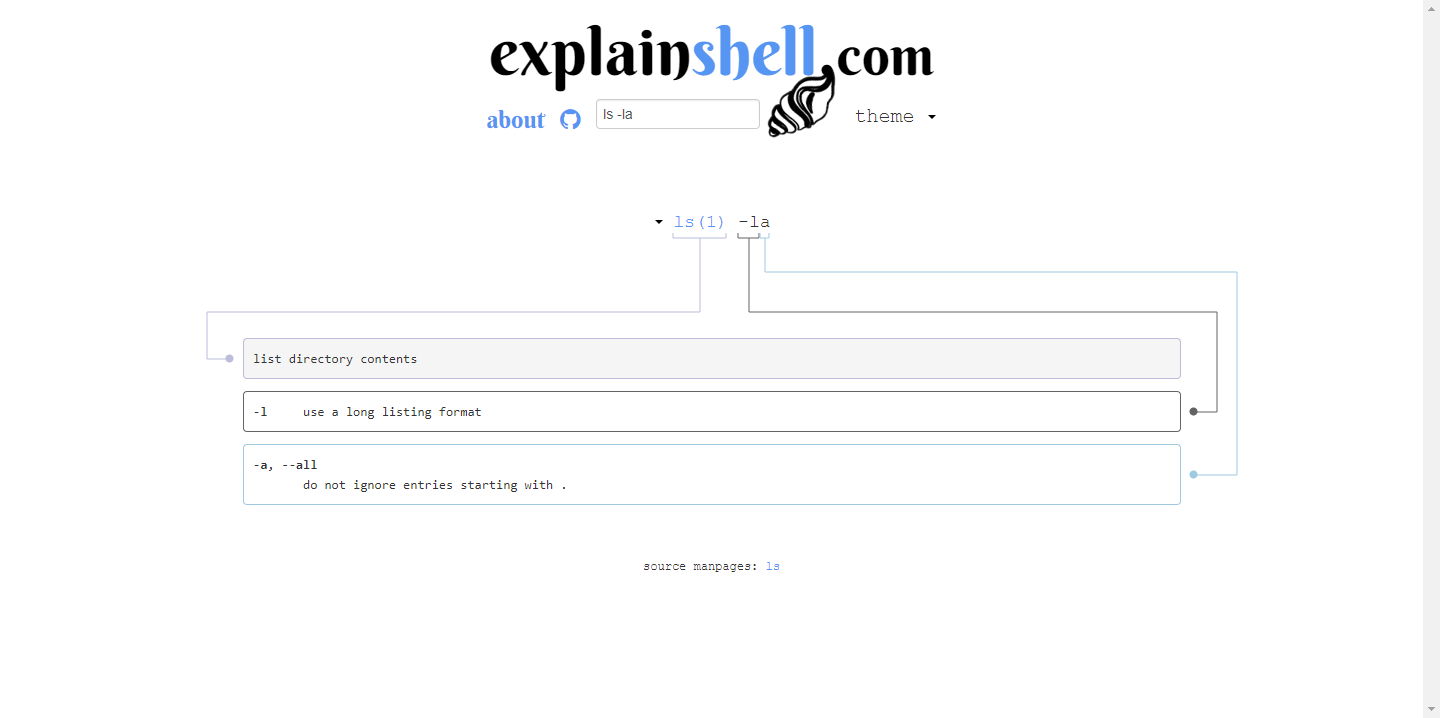 explainshell.com
about ls -la theme
ls(1) -la
list directory contents
-l     use a long listing format
-a, --all
       do not ignore entries starting with .
source manpages: ls